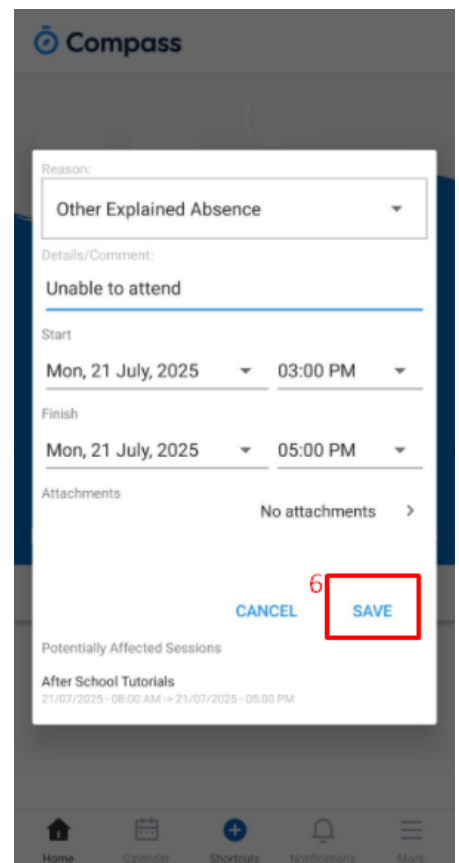 Compass
Reason:
Other Explained Absence
Details/Comment:
Unable to attend
Start
Mon, 21 July, 2025 03:00 PM
Finish
Mon, 21 July, 2025 05:00 PM
Attachments
No attachments
6
CANCEL SAVE
Potentially Affected Sessions
After School Tutorials
21/07/2025 - 08:00 AM -> 21/07/2025 - 05:00 PM
Home Calendar Shortcuts Notifications More